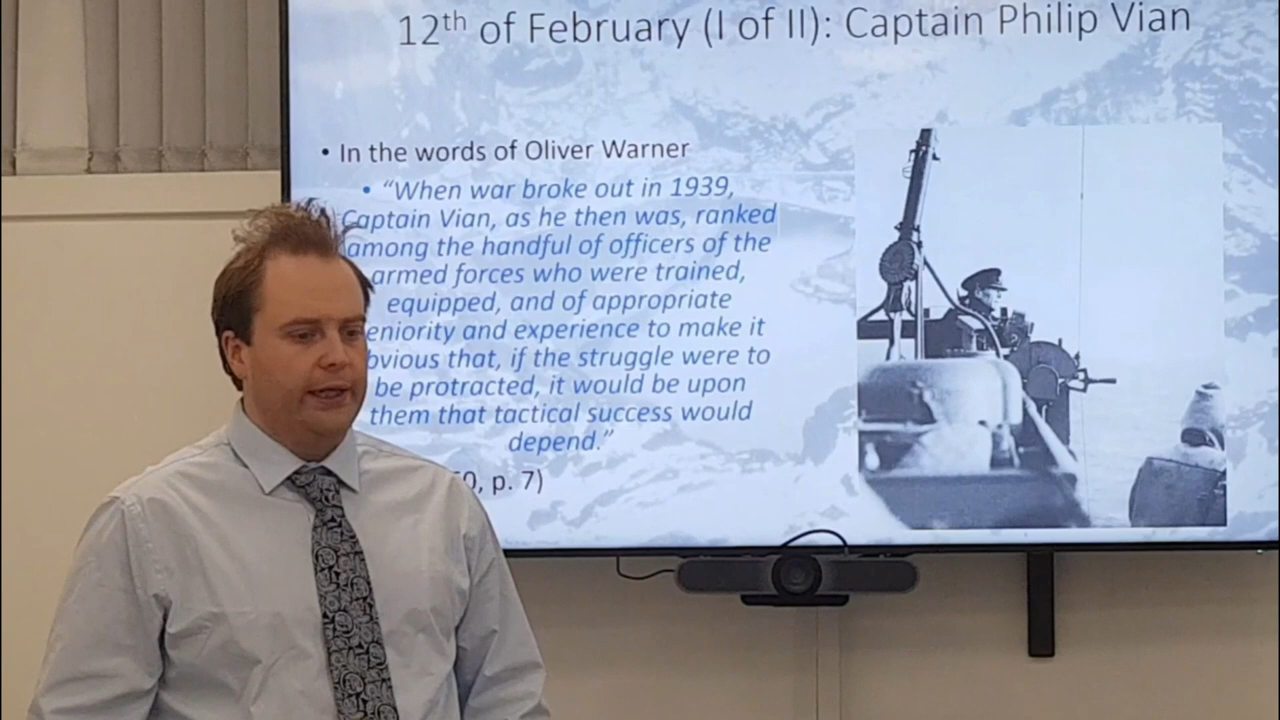 12th of February (I of II): Captain Philip Vian
• In the words of Oliver Warner
• “When war broke out in 1939,
Captain Vian, as he then was, ranked
among the handful of officers of the
armed forces who were trained,
equipped, and of appropriate
eniority and experience to make it
bvious that, if the struggle were to
be protracted, it would be upon
them that tactical success would
depend.”
0, p. 7)